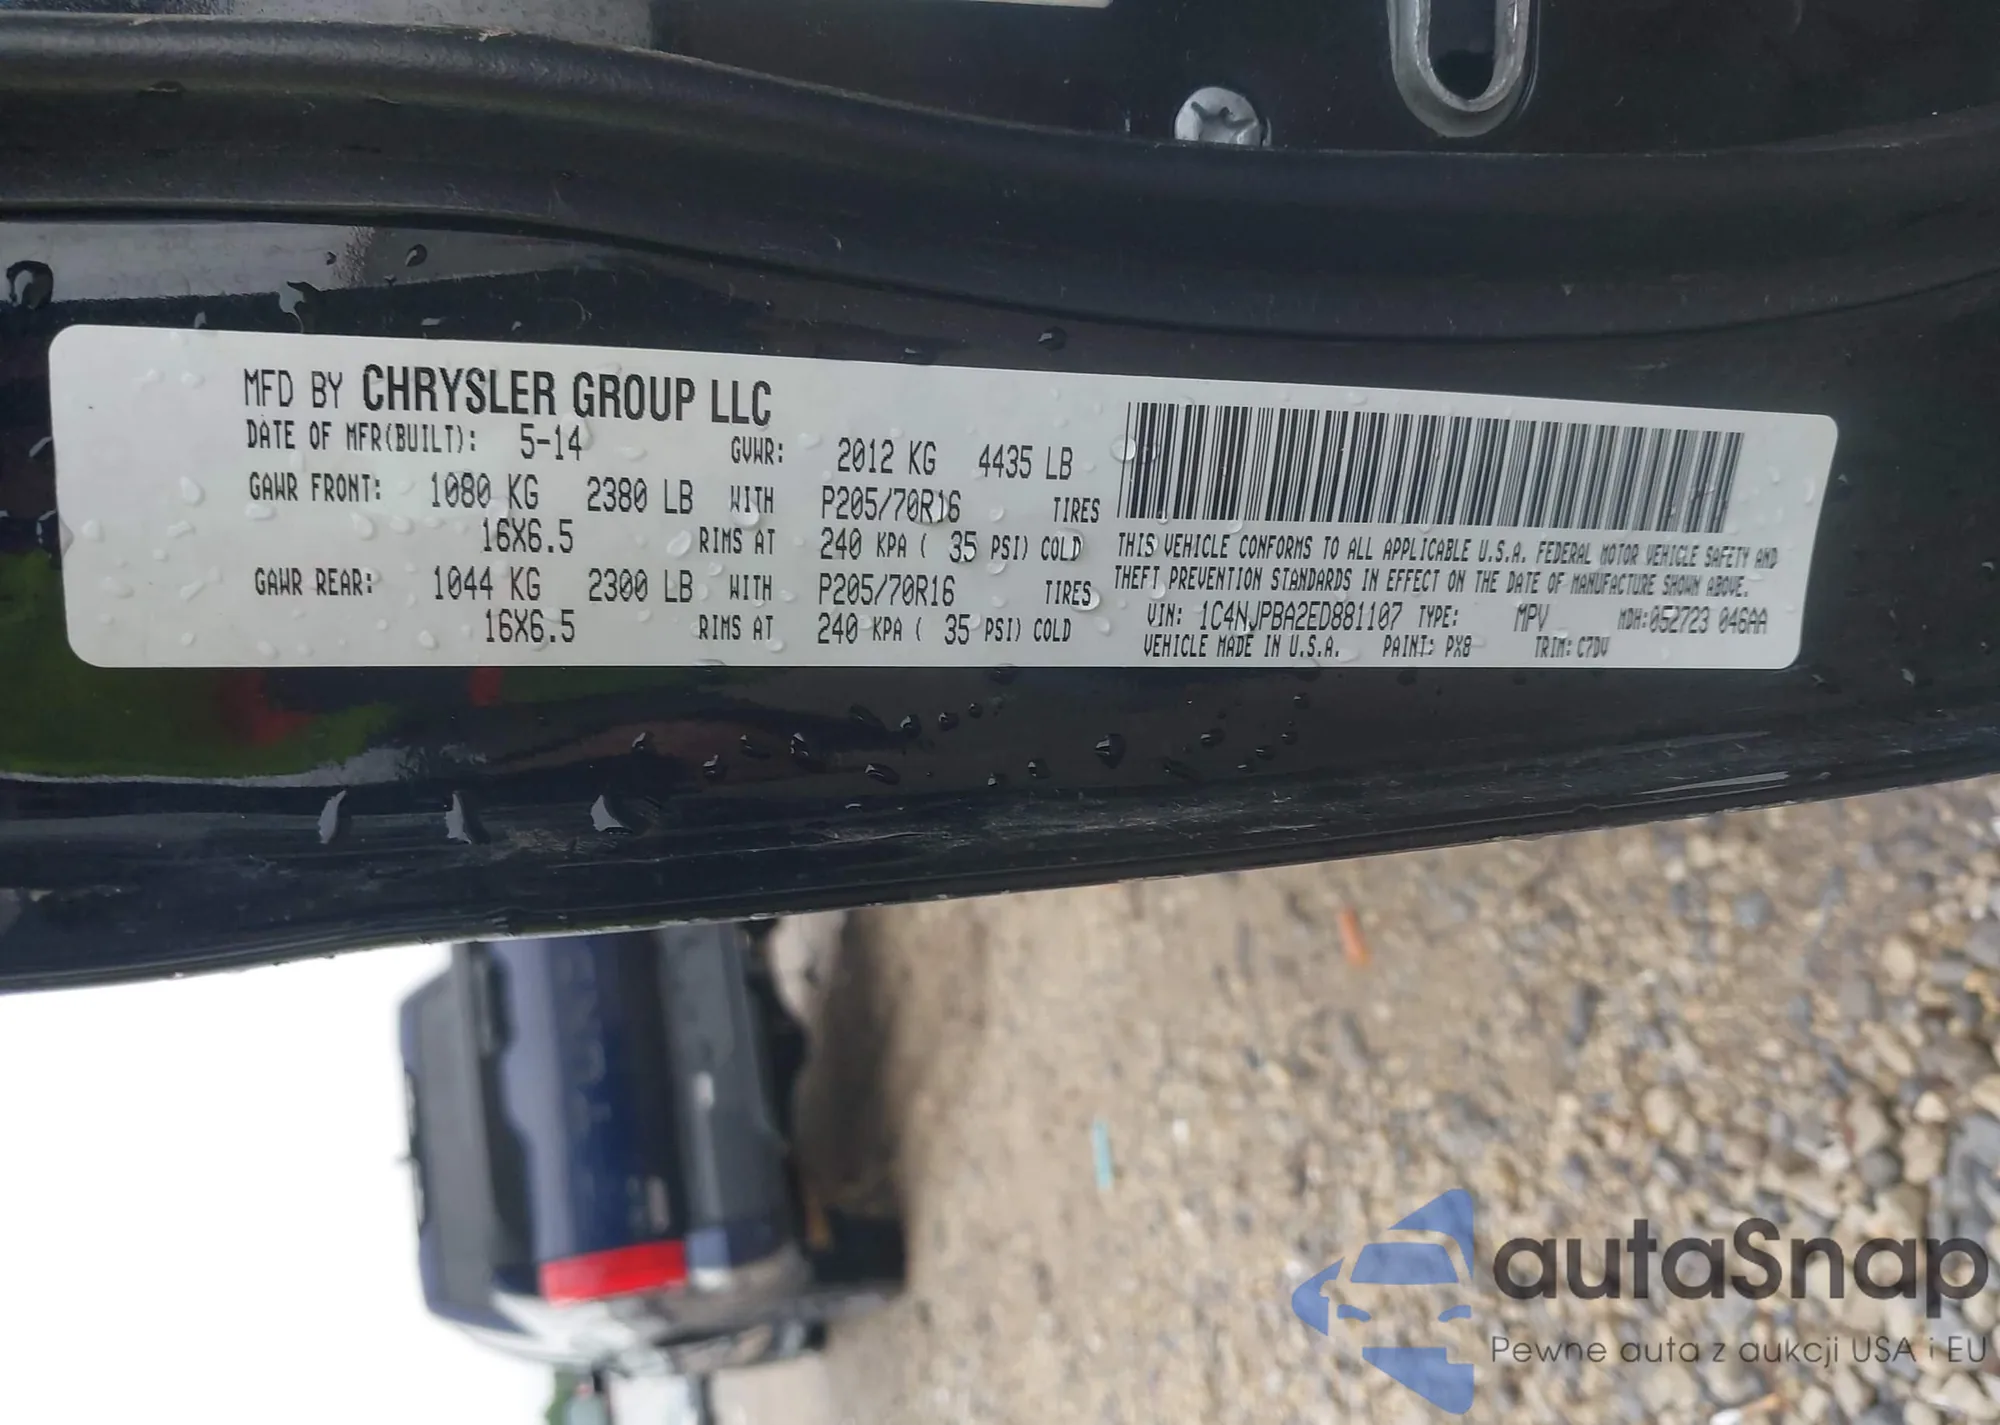 MFD BY CHRYSLER GROUP LLC
DATE OF MFR(BUILT): 5-14 GVWR: 2012 KG 4435 LB
GAWR FRONT: 1080 KG 2380 LB WITH P205/70R16 TIRES
16X6.5 RIMS AT 240 KPA ( 35 PSI) COLD
GAWR REAR: 1044 KG 2300 LB WITH P205/70R16 TIRES
16X6.5 RIMS AT 240 KPA ( 35 PSI) COLD
THIS VEHICLE CONFORMS TO ALL APPLICABLE U.S.A. FEDERAL MOTOR VEHICLE SAFETY AND
THEFT PREVENTION STANDARDS IN EFFECT ON THE DATE OF MANUFACTURE SHOWN ABOVE.
VIN: 1C4NJPBA2ED881107 TYPE: MPV MDH:052723 046AA
VEHICLE MADE IN U.S.A. PAINT: PX8 TRIM: C7DV
autaSnap
Pewne auta z aukcji USA i EU